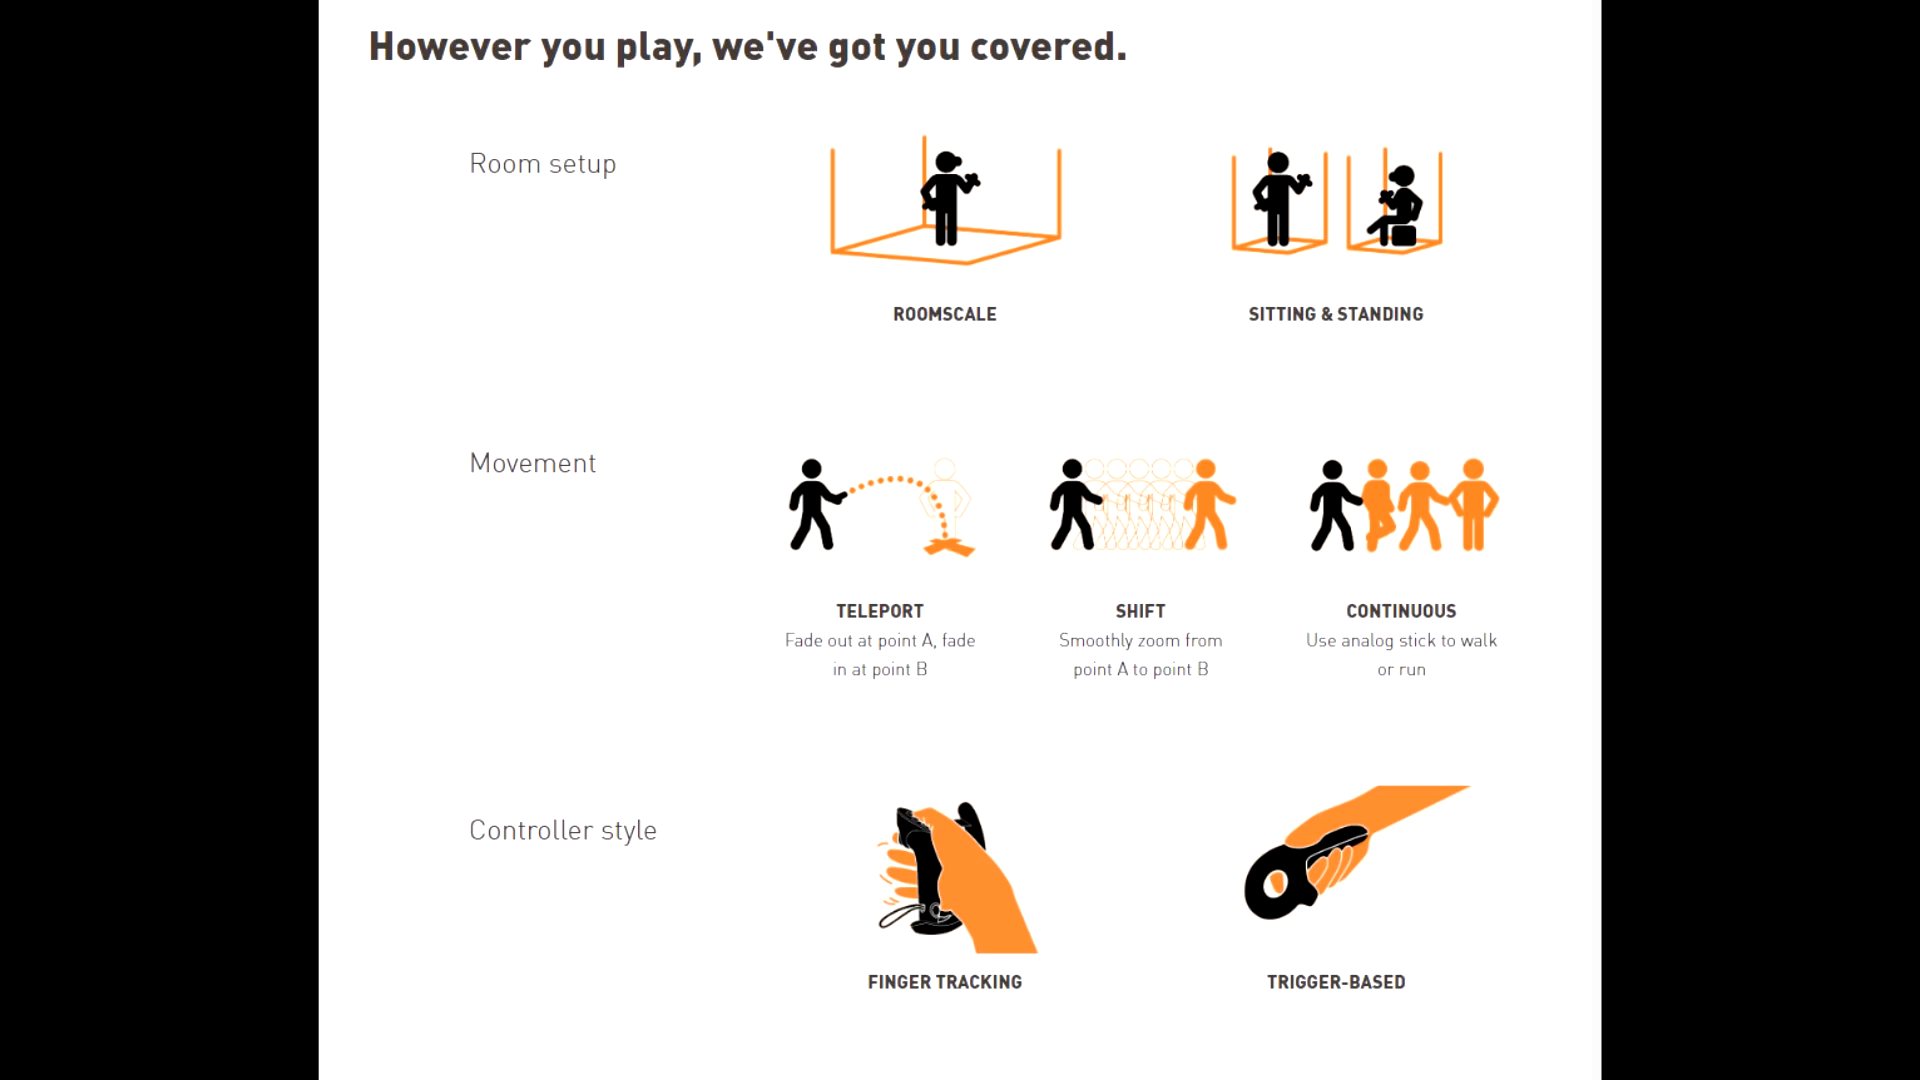 However you play, we've got you covered.
Room setup
ROOMSCALE
SITTING & STANDING
Movement
TELEPORT
Fade out at point A, fade
in at point B
SHIFT
Smoothly zoom from
point A to point B
CONTINUOUS
Use analog stick to walk
or run
Controller style
FINGER TRACKING
TRIGGER-BASED